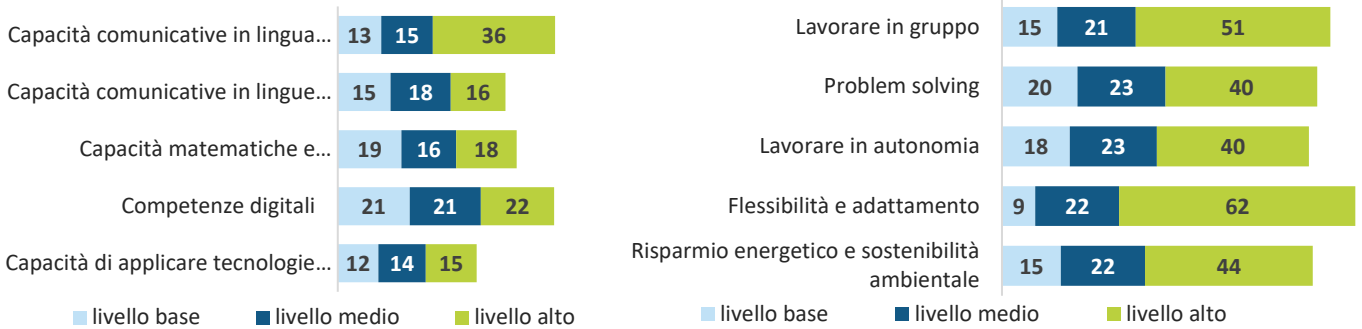 Capacità comunicative in lingua... 13 15 36
Capacità comunicative in lingue... 15 18 16
Capacità matematiche e... 19 16 18
Competenze digitali 21 21 22
Capacità di applicare tecnologie... 12 14 15
livello base livello medio livello alto
Lavorare in gruppo 15 21 51
Problem solving 20 23 40
Lavorare in autonomia 18 23 40
Flessibilità e adattamento 9 22 62
Risparmio energetico e sostenibilità
ambientale 15 22 44
livello base livello medio livello alto